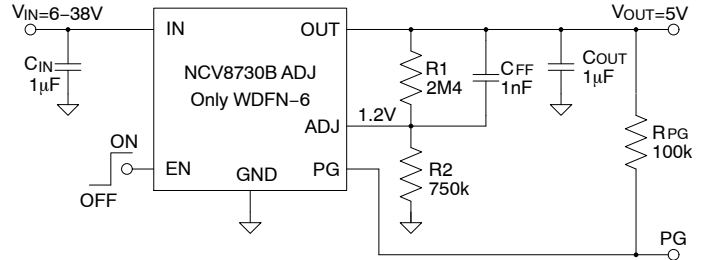 VIN=6–38V
IN
OUT
VOUT=5V
CIN
1μF
NCV8730B ADJ
Only WDFN–6
R1
2M4
CFF
1nF
COUT
1μF
1.2V
ADJ
RPG
100k
ON
OFF
EN
GND
PG
R2
750k
PG